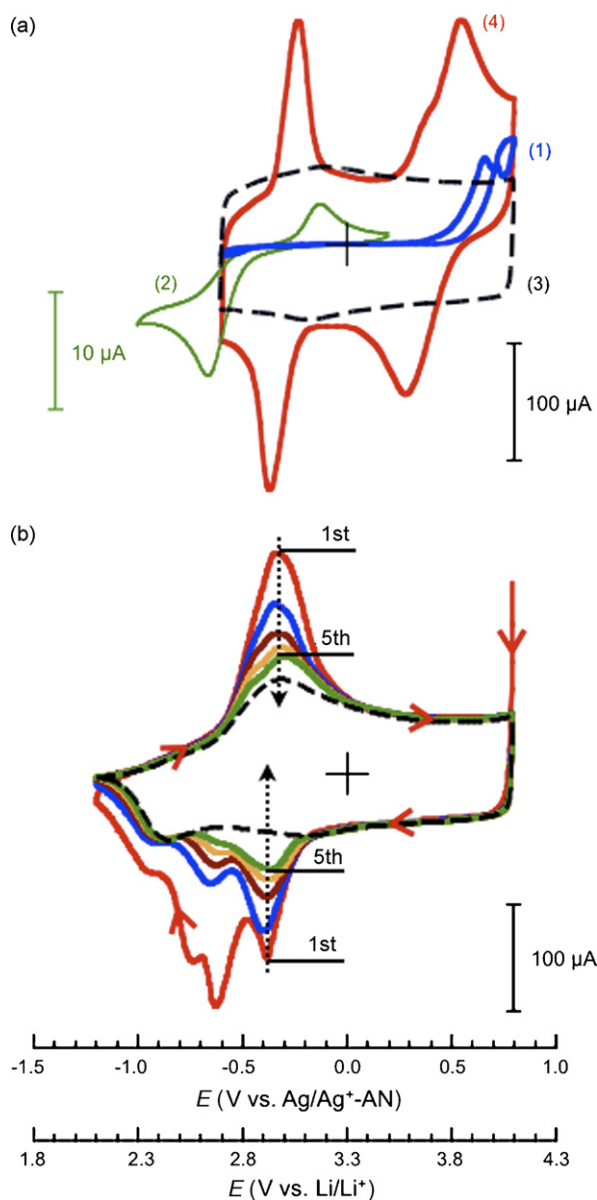 (a)
(4)
(1)
(2)
(3)
10 μA
100 μA
(b)
1st
5th
5th
1st
100 μA
-1.5 -1.0 -0.5 0.0 0.5 1.0
E (V vs. Ag/Ag⁺-AN)
1.8 2.3 2.8 3.3 3.8 4.3
E (V vs. Li/Li⁺)